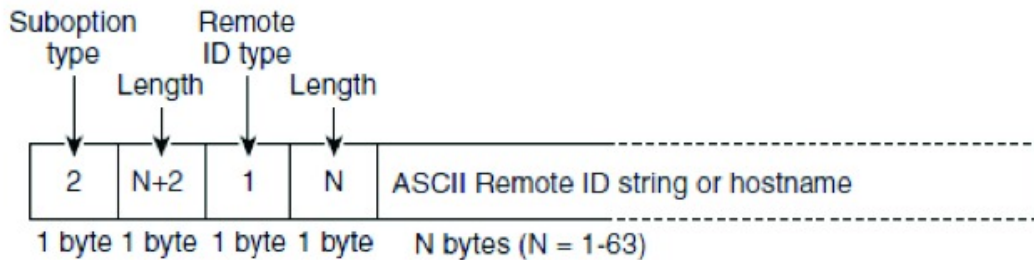 Suboption type
Remote ID type
Length
Length
2
N+2
1
N
ASCII Remote ID string or hostname
1 byte
1 byte
1 byte
1 byte
N bytes (N = 1-63)